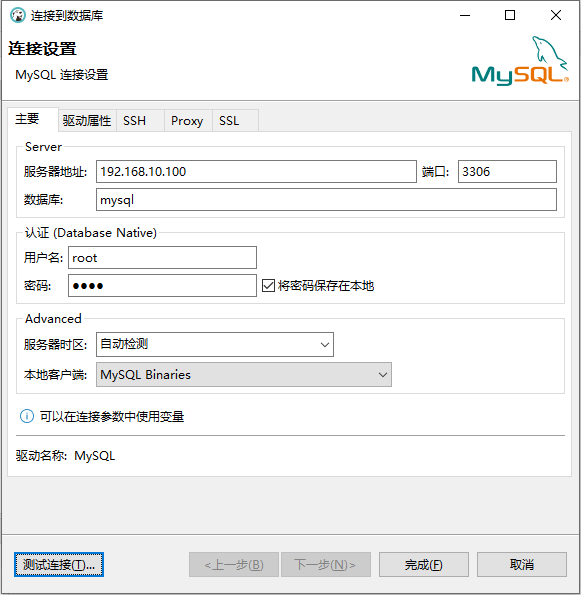 连接到数据库
连接设置
MySQL 连接设置
MySQL
主要 驱动属性 SSH Proxy SSL
Server
服务器地址: 192.168.10.100 端口: 3306
数据库: mysql
认证 (Database Native)
用户名: root
密码: ●●●● 将密码保存在本地
Advanced
服务器时区: 自动检测
本地客户端: MySQL Binaries
可以在连接参数中使用变量
驱动名称: MySQL
测试连接(T)... <上一步(B) 下一步(N)> 完成(F) 取消